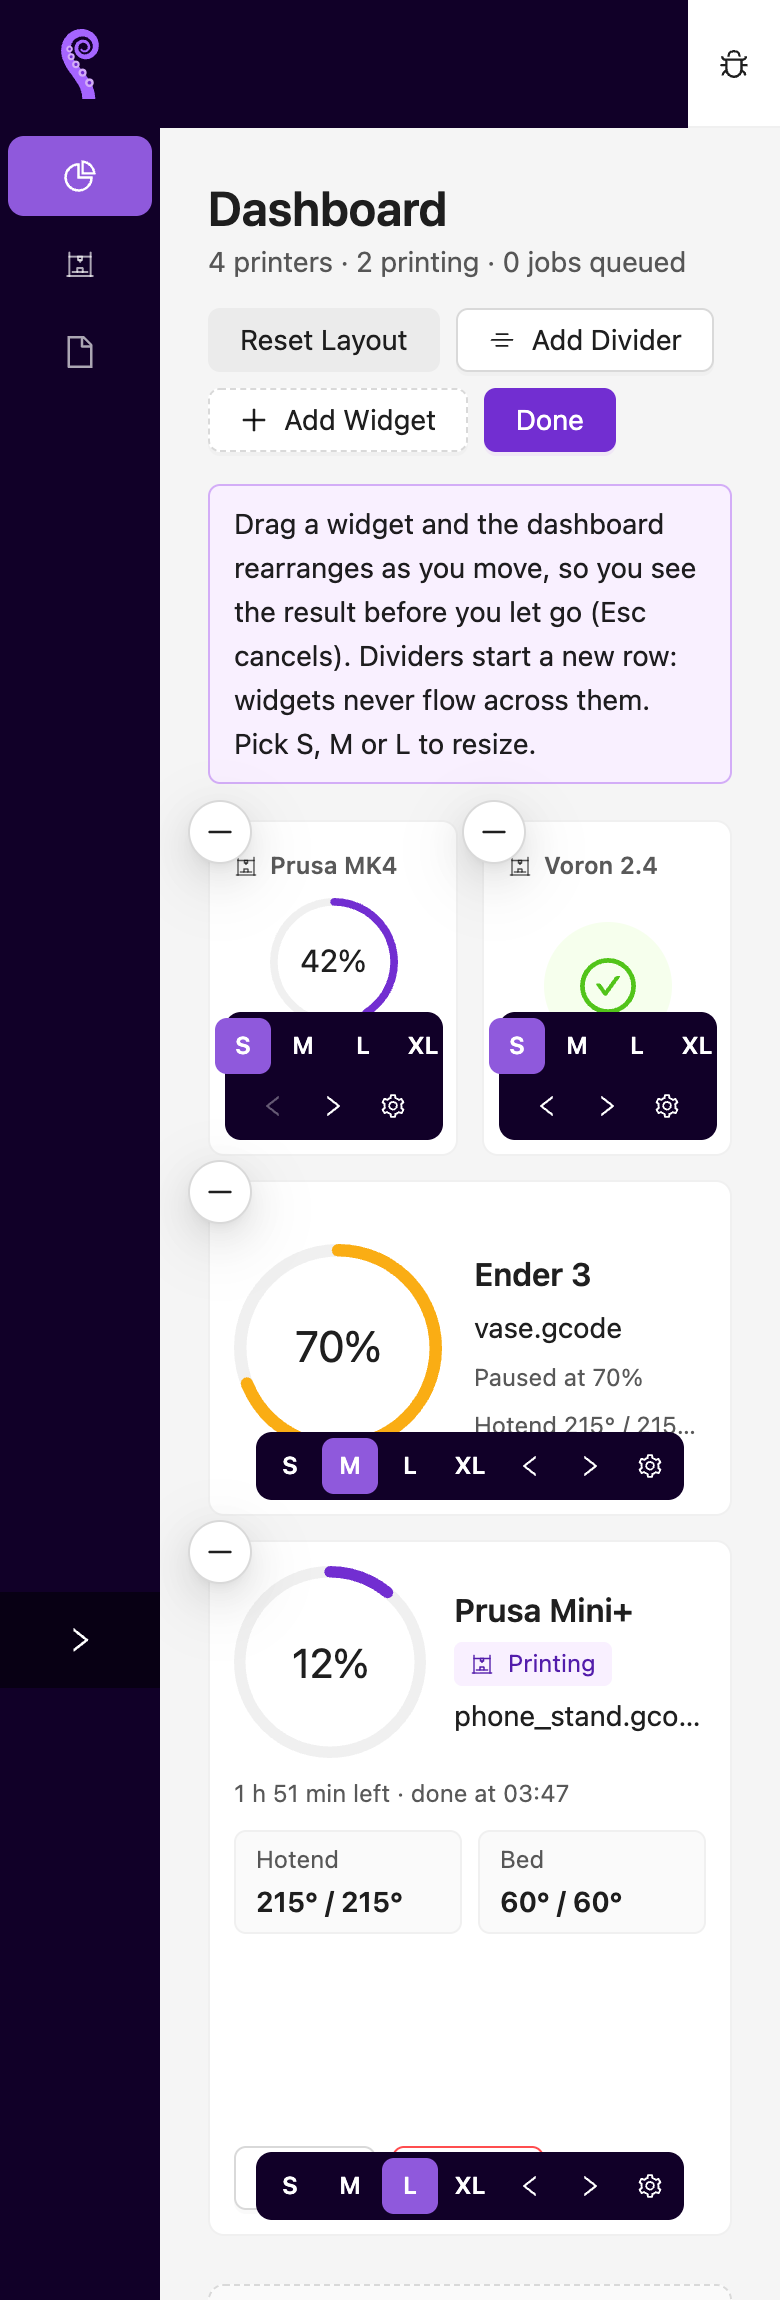 Dashboard
4 printers · 2 printing · 0 jobs queued
Reset Layout
Add Divider
Add Widget
Done
Drag a widget and the dashboard
rearranges as you move, so you see
the result before you let go (Esc
cancels). Dividers start a new row:
widgets never flow across them.
Pick S, M or L to resize.
Prusa MK4
42%
S M L XL
Voron 2.4
S M L XL
70%
Ender 3
vase.gcode
Paused at 70%
Hotend 215° / 215...
S M L XL
12%
Prusa Mini+
Printing
phone_stand.gco...
1 h 51 min left · done at 03:47
Hotend
215° / 215°
Bed
60° / 60°
S M L XL